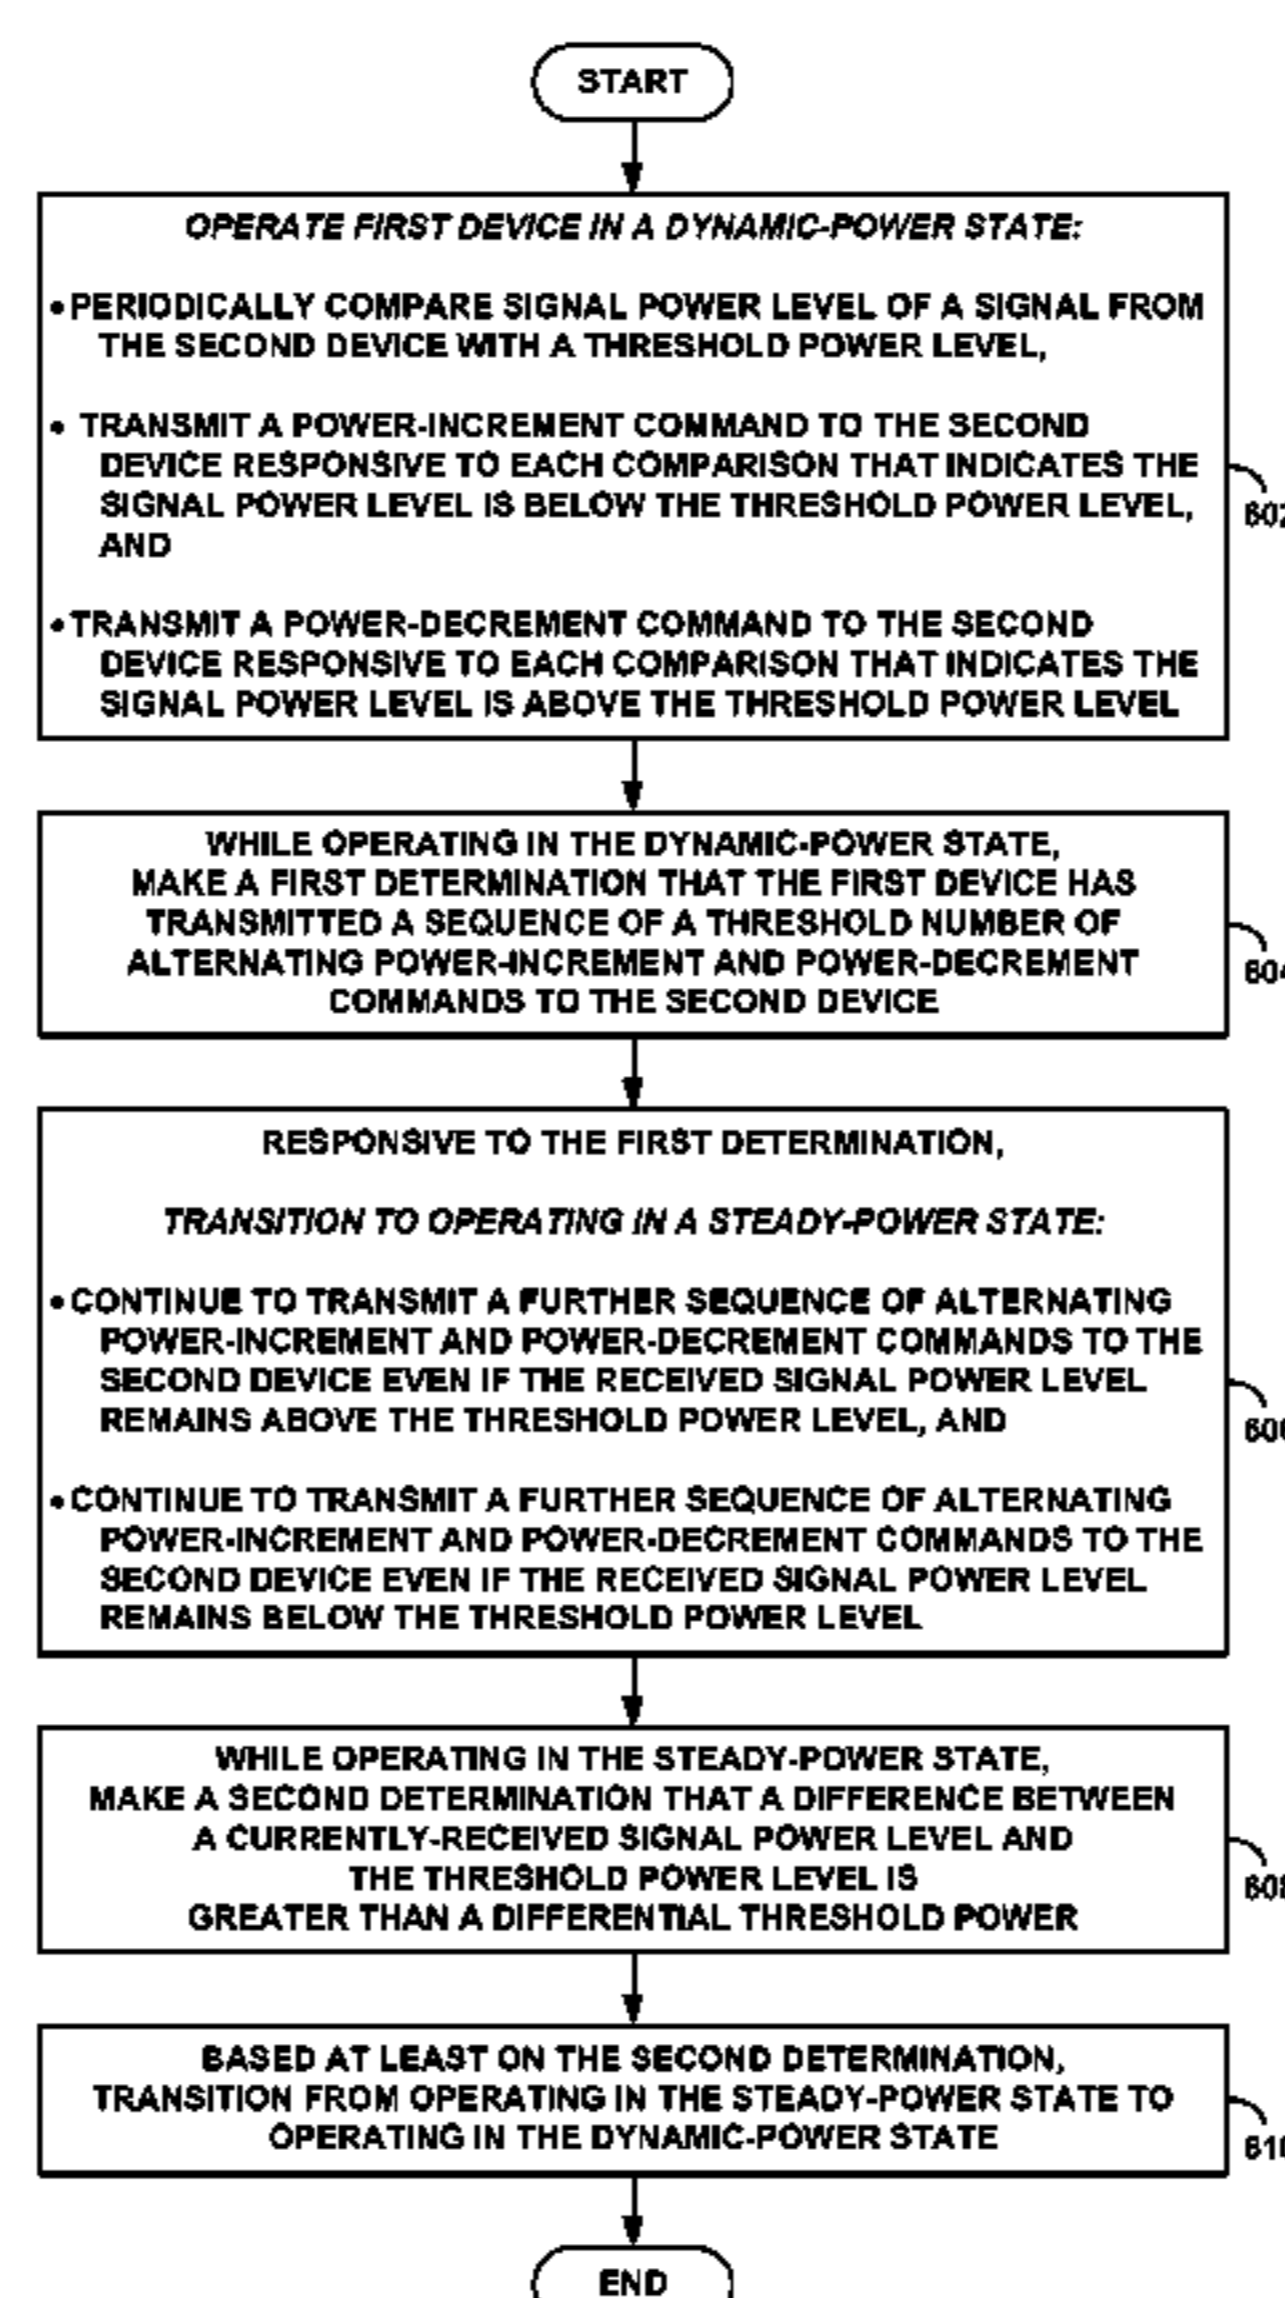 START
OPERATE FIRST DEVICE IN A DYNAMIC-POWER STATE:
• PERIODICALLY COMPARE SIGNAL POWER LEVEL OF A SIGNAL FROM
THE SECOND DEVICE WITH A THRESHOLD POWER LEVEL,
• TRANSMIT A POWER-INCREMENT COMMAND TO THE SECOND
DEVICE RESPONSIVE TO EACH COMPARISON THAT INDICATES THE
SIGNAL POWER LEVEL IS BELOW THE THRESHOLD POWER LEVEL,
AND
• TRANSMIT A POWER-DECREMENT COMMAND TO THE SECOND
DEVICE RESPONSIVE TO EACH COMPARISON THAT INDICATES THE
SIGNAL POWER LEVEL IS ABOVE THE THRESHOLD POWER LEVEL
WHILE OPERATING IN THE DYNAMIC-POWER STATE,
MAKE A FIRST DETERMINATION THAT THE FIRST DEVICE HAS
TRANSMITTED A SEQUENCE OF A THRESHOLD NUMBER OF
ALTERNATING POWER-INCREMENT AND POWER-DECREMENT
COMMANDS TO THE SECOND DEVICE
RESPONSIVE TO THE FIRST DETERMINATION,
TRANSITION TO OPERATING IN A STEADY-POWER STATE:
• CONTINUE TO TRANSMIT A FURTHER SEQUENCE OF ALTERNATING
POWER-INCREMENT AND POWER-DECREMENT COMMANDS TO THE
SECOND DEVICE EVEN IF THE RECEIVED SIGNAL POWER LEVEL
REMAINS ABOVE THE THRESHOLD POWER LEVEL, AND
• CONTINUE TO TRANSMIT A FURTHER SEQUENCE OF ALTERNATING
POWER-INCREMENT AND POWER-DECREMENT COMMANDS TO THE
SECOND DEVICE EVEN IF THE RECEIVED SIGNAL POWER LEVEL
REMAINS BELOW THE THRESHOLD POWER LEVEL
WHILE OPERATING IN THE STEADY-POWER STATE,
MAKE A SECOND DETERMINATION THAT A DIFFERENCE BETWEEN
A CURRENTLY-RECEIVED SIGNAL POWER LEVEL AND
THE THRESHOLD POWER LEVEL IS
GREATER THAN A DIFFERENTIAL THRESHOLD POWER
BASED AT LEAST ON THE SECOND DETERMINATION,
TRANSITION FROM OPERATING IN THE STEADY-POWER STATE TO
OPERATING IN THE DYNAMIC-POWER STATE
END